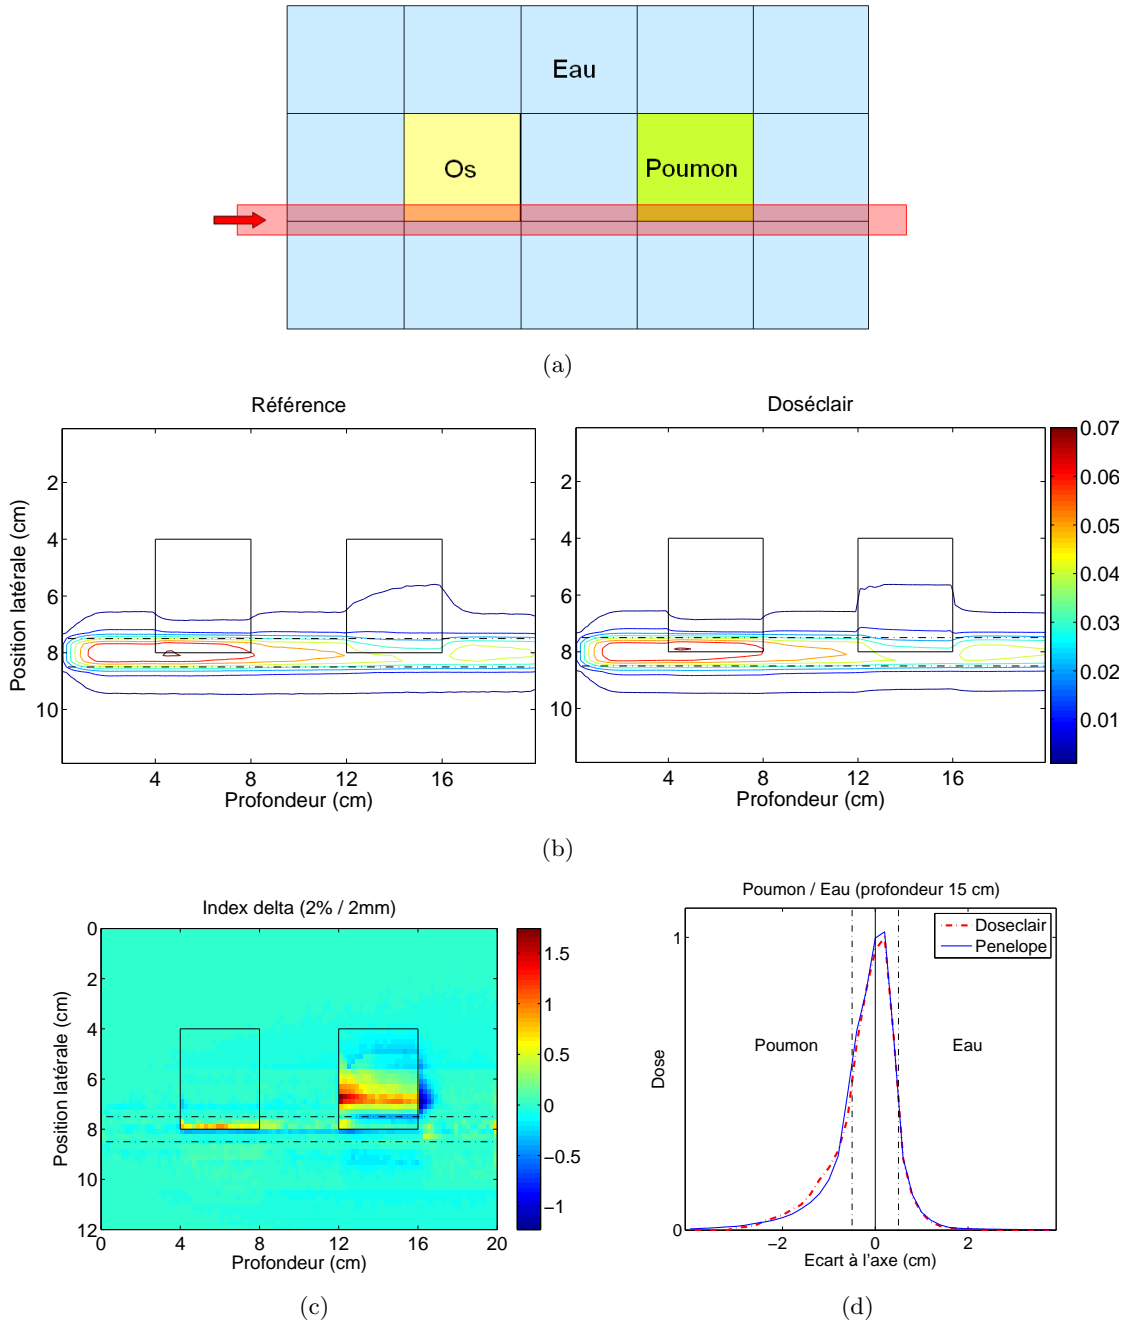 Eau
Os
Poumon
(a)
Référence
Doséclair
2
4
6
8
10
4
8
12
16
Position latérale (cm)
Profondeur (cm)
2
4
6
8
10
4
8
12
16
Profondeur (cm)
0.07
0.06
0.05
0.04
0.03
0.02
0.01
(b)
Index delta (2% / 2mm)
0
2
4
6
8
10
12
0
4
8
12
16
20
Position latérale (cm)
Profondeur (cm)
1.5
1
0.5
0
−0.5
−1
(c)
Poumon / Eau (profondeur 15 cm)
Doseclair
Penelope
1
0
Dose
Poumon
Eau
−2
0
2
Ecart à l'axe (cm)
(d)